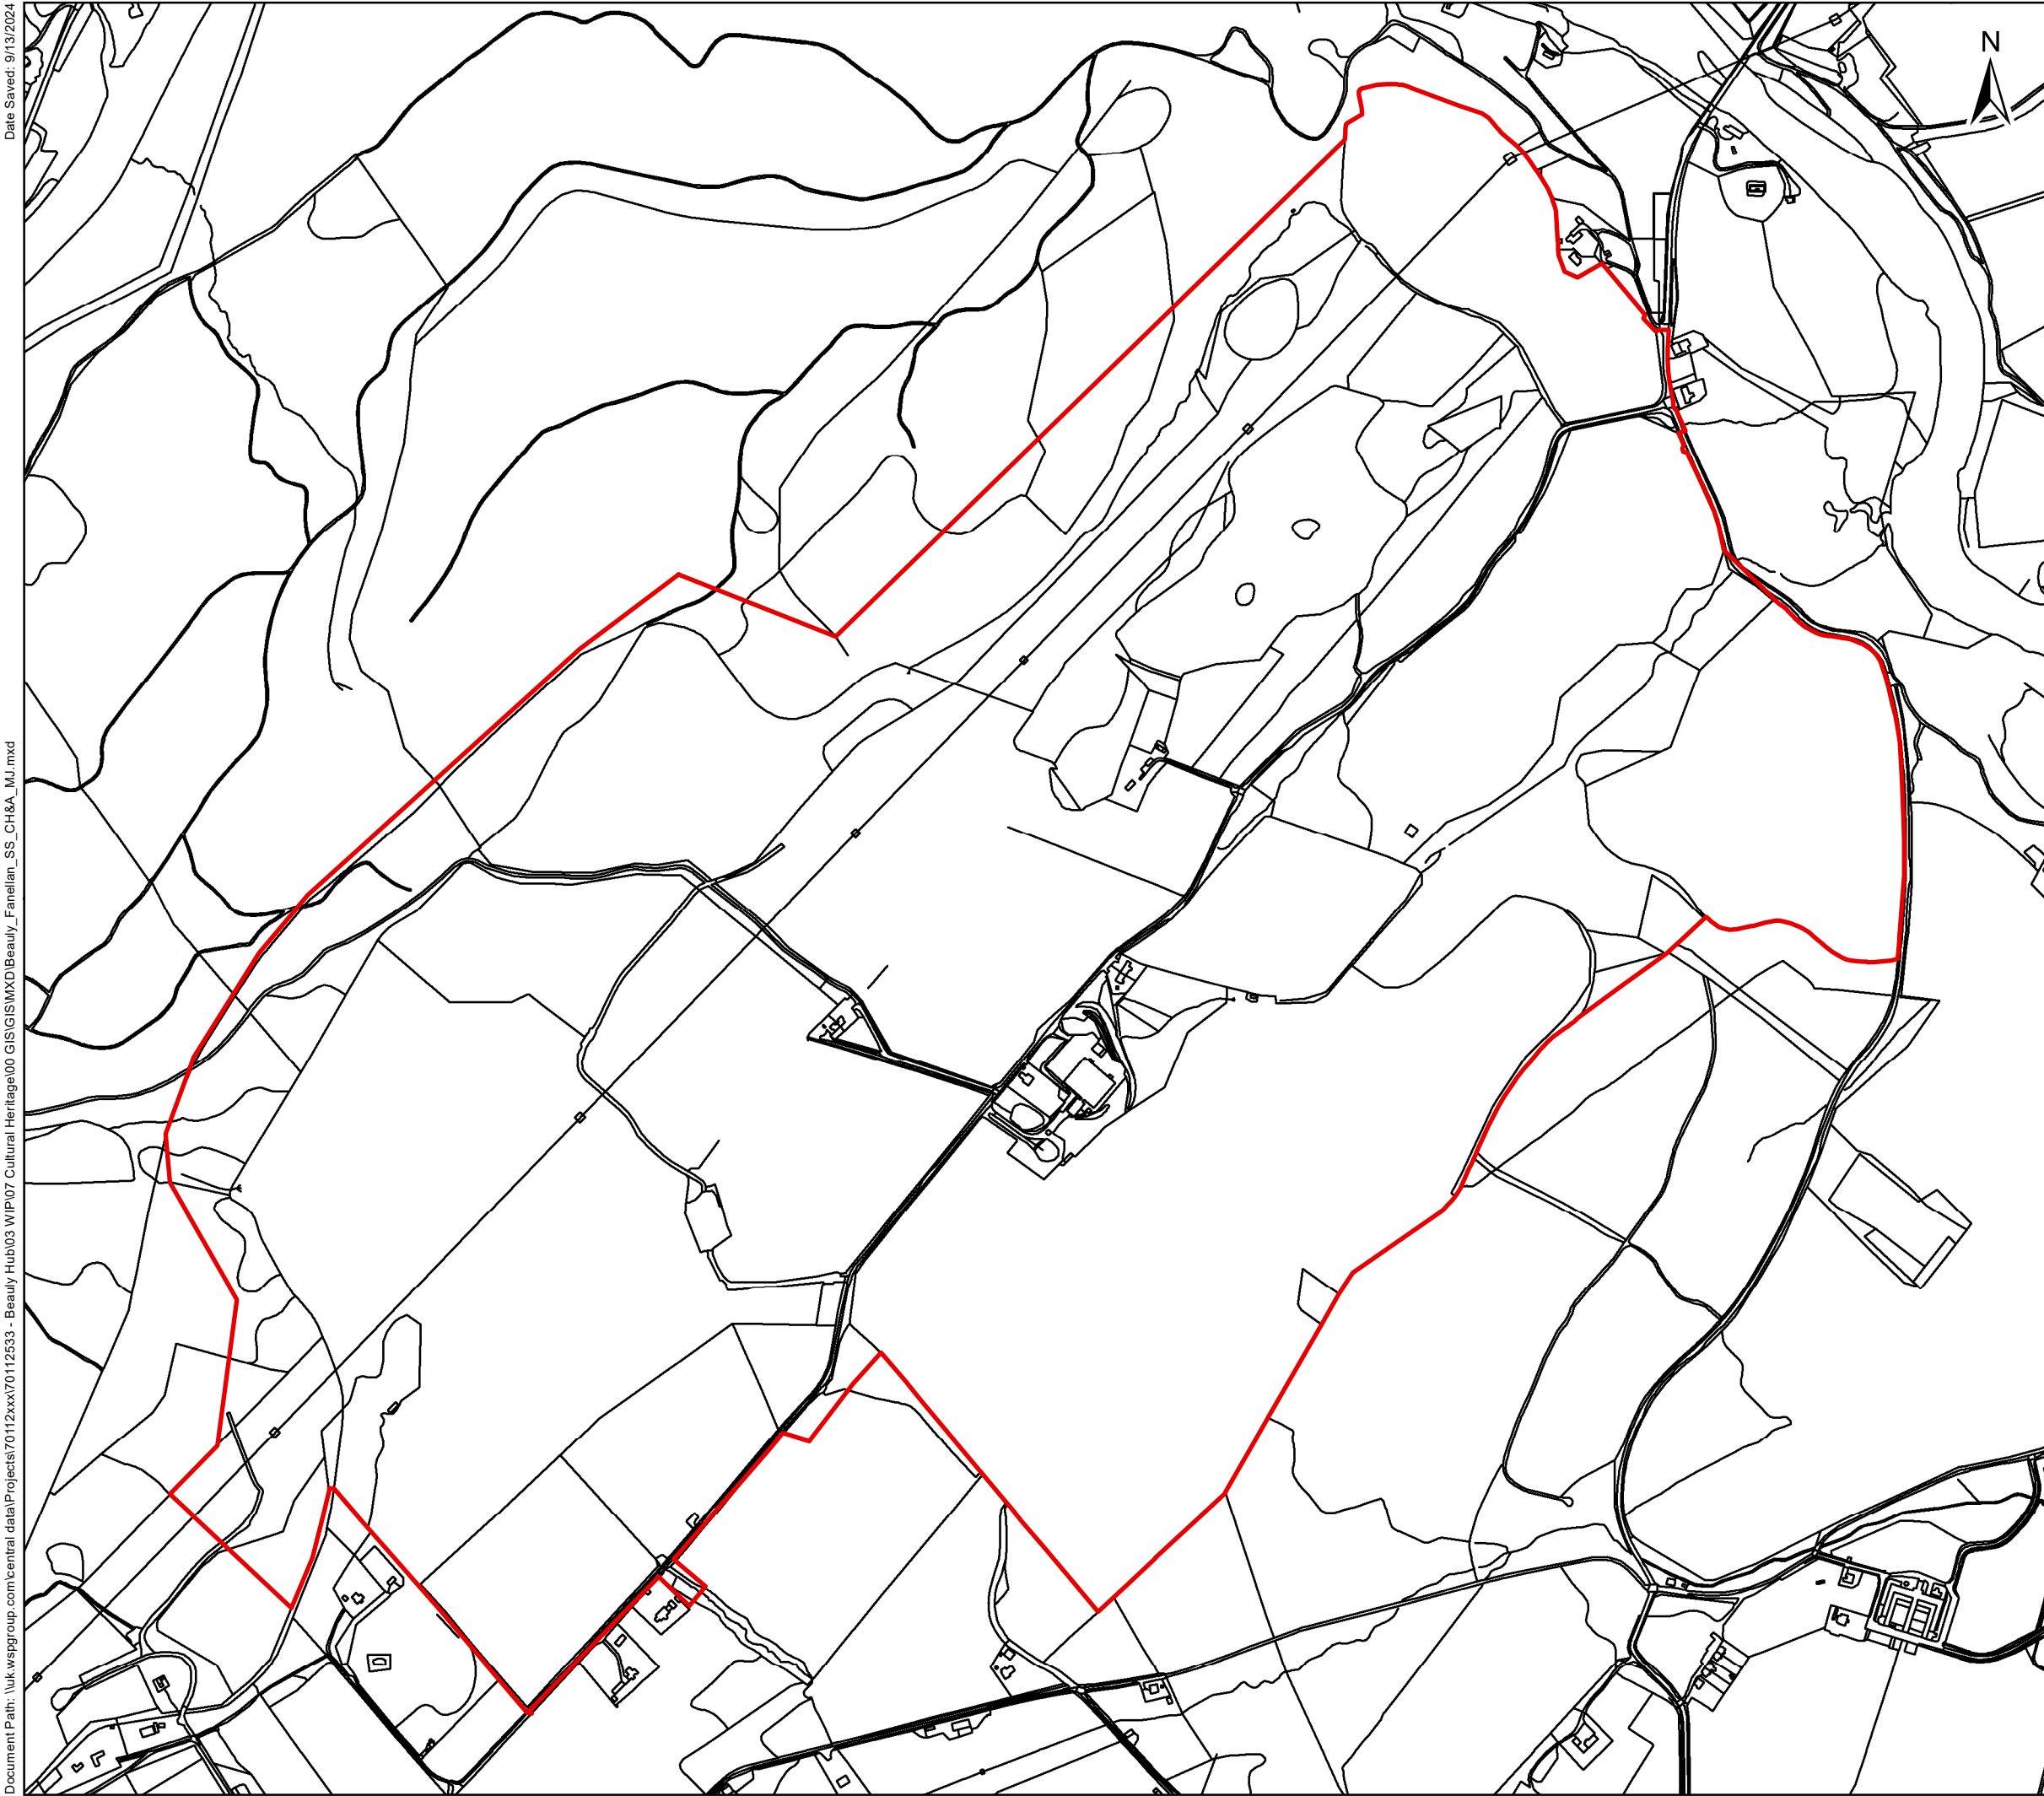 Date Saved: 9/13/2024
N
Document Path: \\uk.wspgroup.com\central data\Projects\70112xxx\70112533 - Beauly Hub\03 WIP\07 Cultural Heritage\00 GIS\GIS\MXD\Beauly_Fanellan_SS_CH&A_MJ.mxd